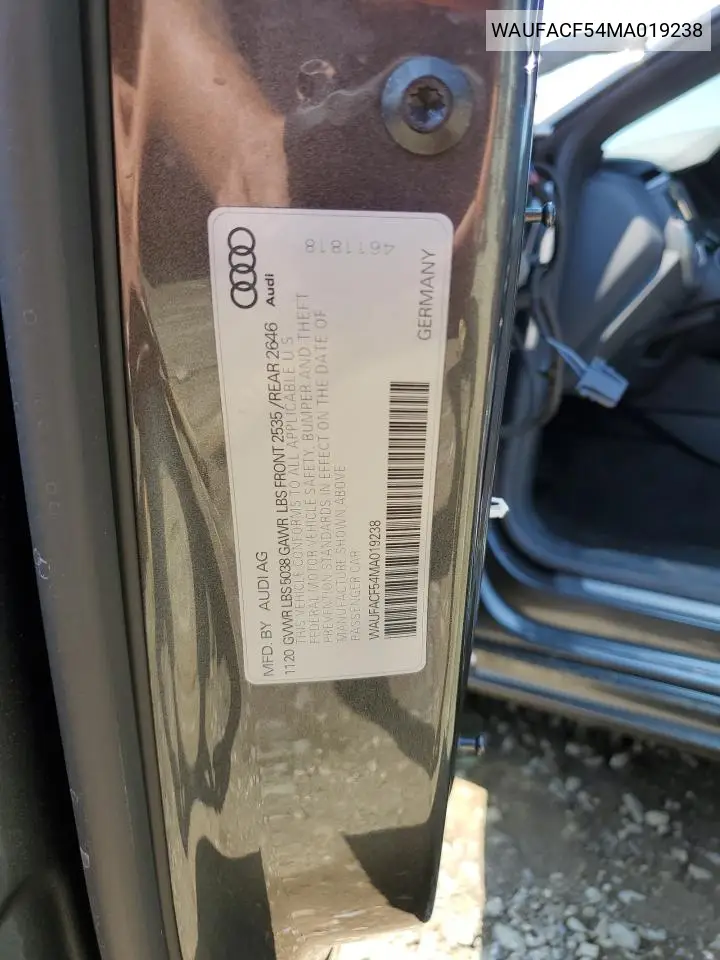 WAUFACF54MA019238
Audi
4611818
MFD. BY AUDI AG
GERMANY
1120 GVWR LBS 5038 GAWR LBS FRONT 2535 /REAR 2646
THIS VEHICLE CONFORMS TO ALL APPLICABLE U S
FEDERAL MOTOR VEHICLE SAFETY, BUMPER AND THEFT
PREVENTION STANDARDS IN EFFECT ON THE DATE OF
MANUFACTURE SHOWN ABOVE
PASSENGER CAR
WAUFACF54MA019238